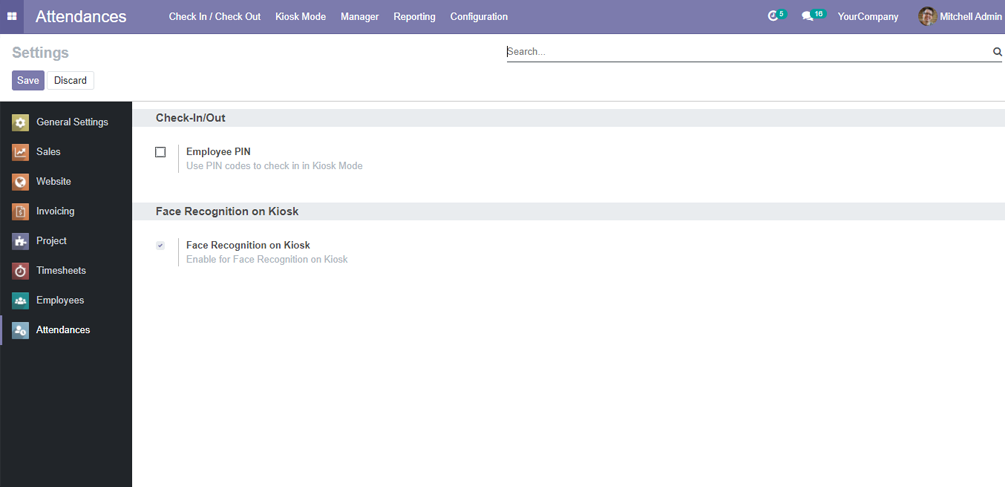 Attendances Check In / Check Out Kiosk Mode Manager Reporting Configuration 5 16 YourCompany Mitchell Admin
Settings Search...
Save Discard
General Settings
Sales
Website
Invoicing
Project
Timesheets
Employees
Attendances
Check-In/Out
Employee PIN
Use PIN codes to check in in Kiosk Mode
Face Recognition on Kiosk
Face Recognition on Kiosk
Enable for Face Recognition on Kiosk